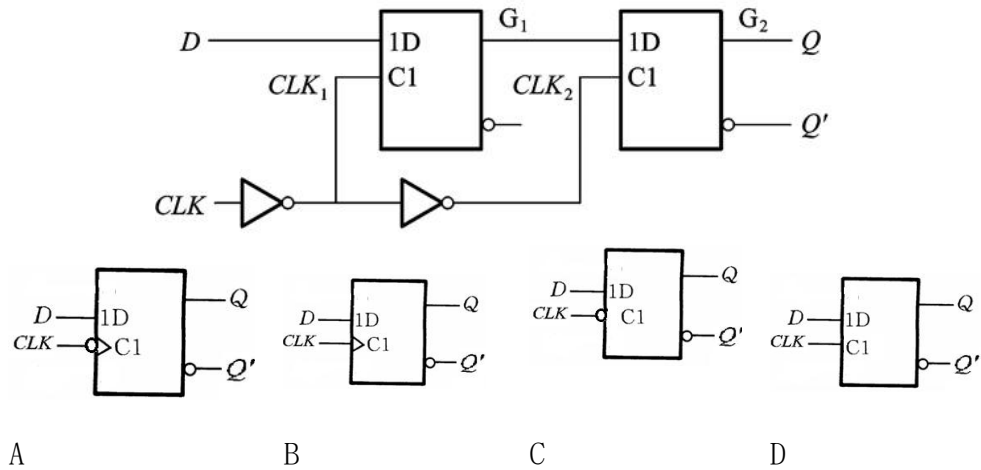 G₁ G₂
D 1D 1D Q
CLK₁ C1 CLK₂ C1
Q'
CLK
D 1D Q
CLK C1 Q'
D 1D Q
CLK C1 Q'
D 1D Q
CLK C1 Q'
D 1D Q
CLK C1 Q'
A B C D